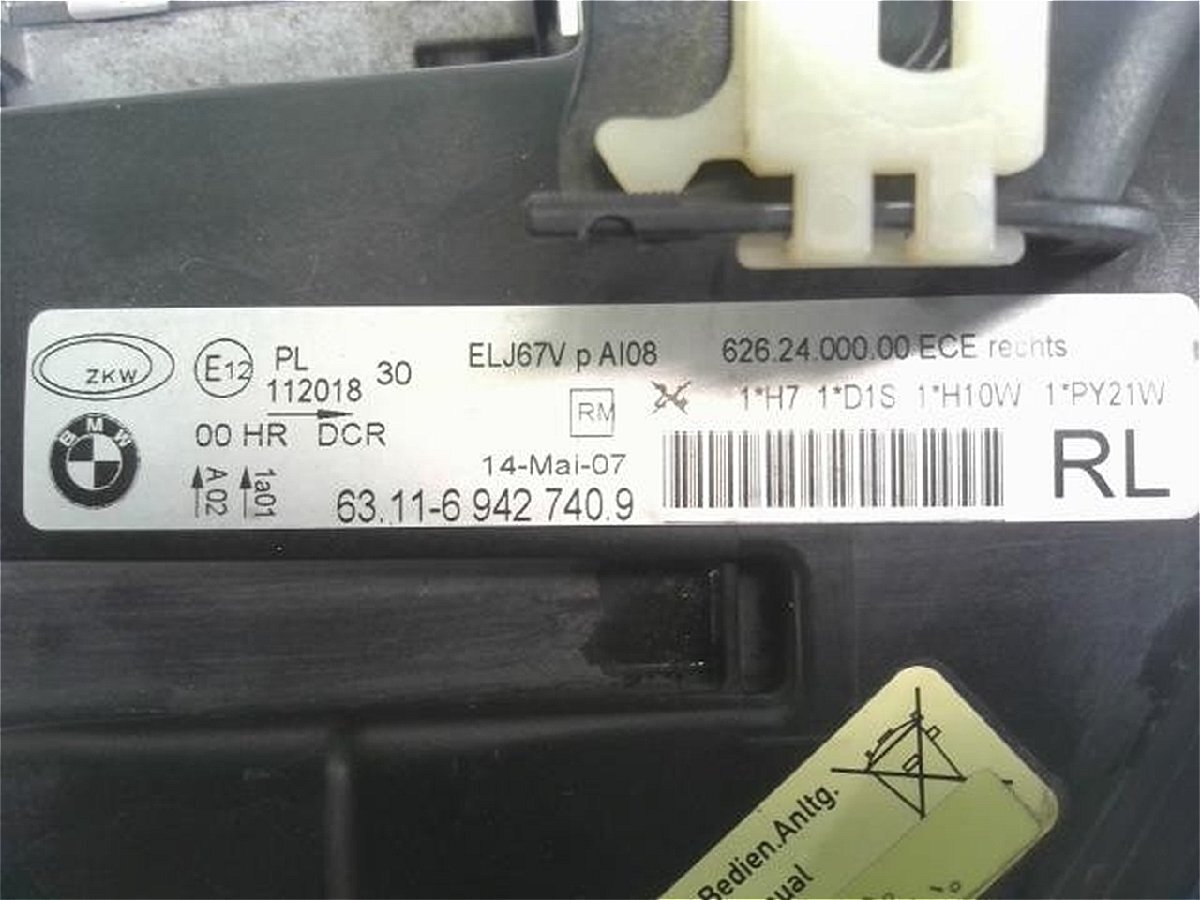 ZKW
E12
PL
112018 30
ELJ67V p AI08
626.24.000.00 ECE rechts
RM
1*H7 1*D1S 1*H10W 1*PY21W
BMW
00 HR DCR
14-Mai-07
A 02
1a01
63.11-6 942 740.9
RL
Bedien.Anltg.